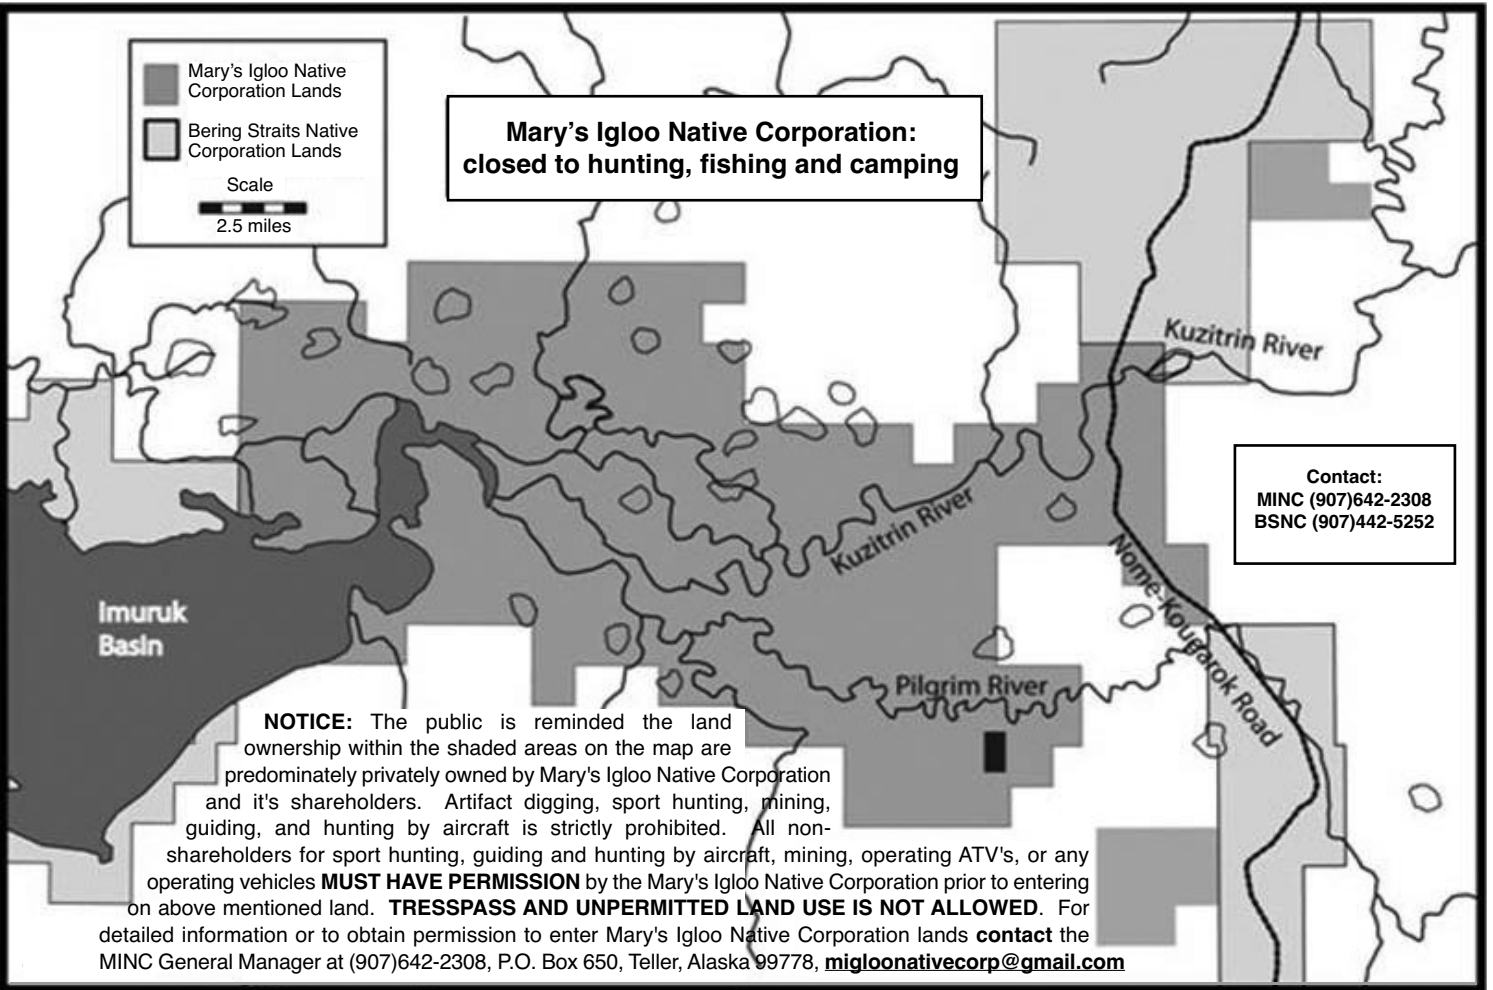 Mary's Igloo Native
Corporation Lands
Bering Straits Native
Corporation Lands
Scale
2.5 miles
Mary's Igloo Native Corporation:
closed to hunting, fishing and camping
Kuzitrin River
Contact:
MINC (907)642-2308
BSNC (907)442-5252
Kuzitrin River
Nome-Kougarok Road
Imuruk
Basin
Pilgrim River
NOTICE: The public is reminded the land
ownership within the shaded areas on the map are
predominately privately owned by Mary's Igloo Native Corporation
and it's shareholders. Artifact digging, sport hunting, mining,
guiding, and hunting by aircraft is strictly prohibited. All non-
shareholders for sport hunting, guiding and hunting by aircraft, mining, operating ATV's, or any
operating vehicles MUST HAVE PERMISSION by the Mary's Igloo Native Corporation prior to entering
on above mentioned land. TRESSPASS AND UNPERMITTED LAND USE IS NOT ALLOWED. For
detailed information or to obtain permission to enter Mary's Igloo Native Corporation lands contact the
MINC General Manager at (907)642-2308, P.O. Box 650, Teller, Alaska 99778, migloonativecorp@gmail.com